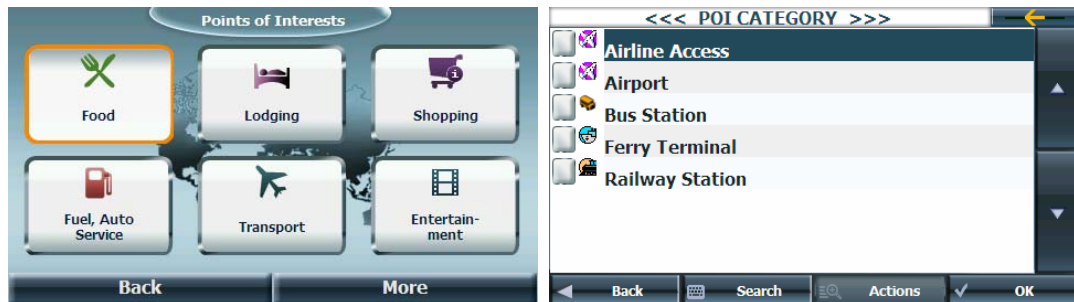 Points of Interests
Food
Lodging
Shopping
Fuel, Auto
Service
Transport
Entertain-
ment
Back
More
<<< POI CATEGORY >>>
Airline Access
Airport
Bus Station
Ferry Terminal
Railway Station
Back
Search
Actions
OK